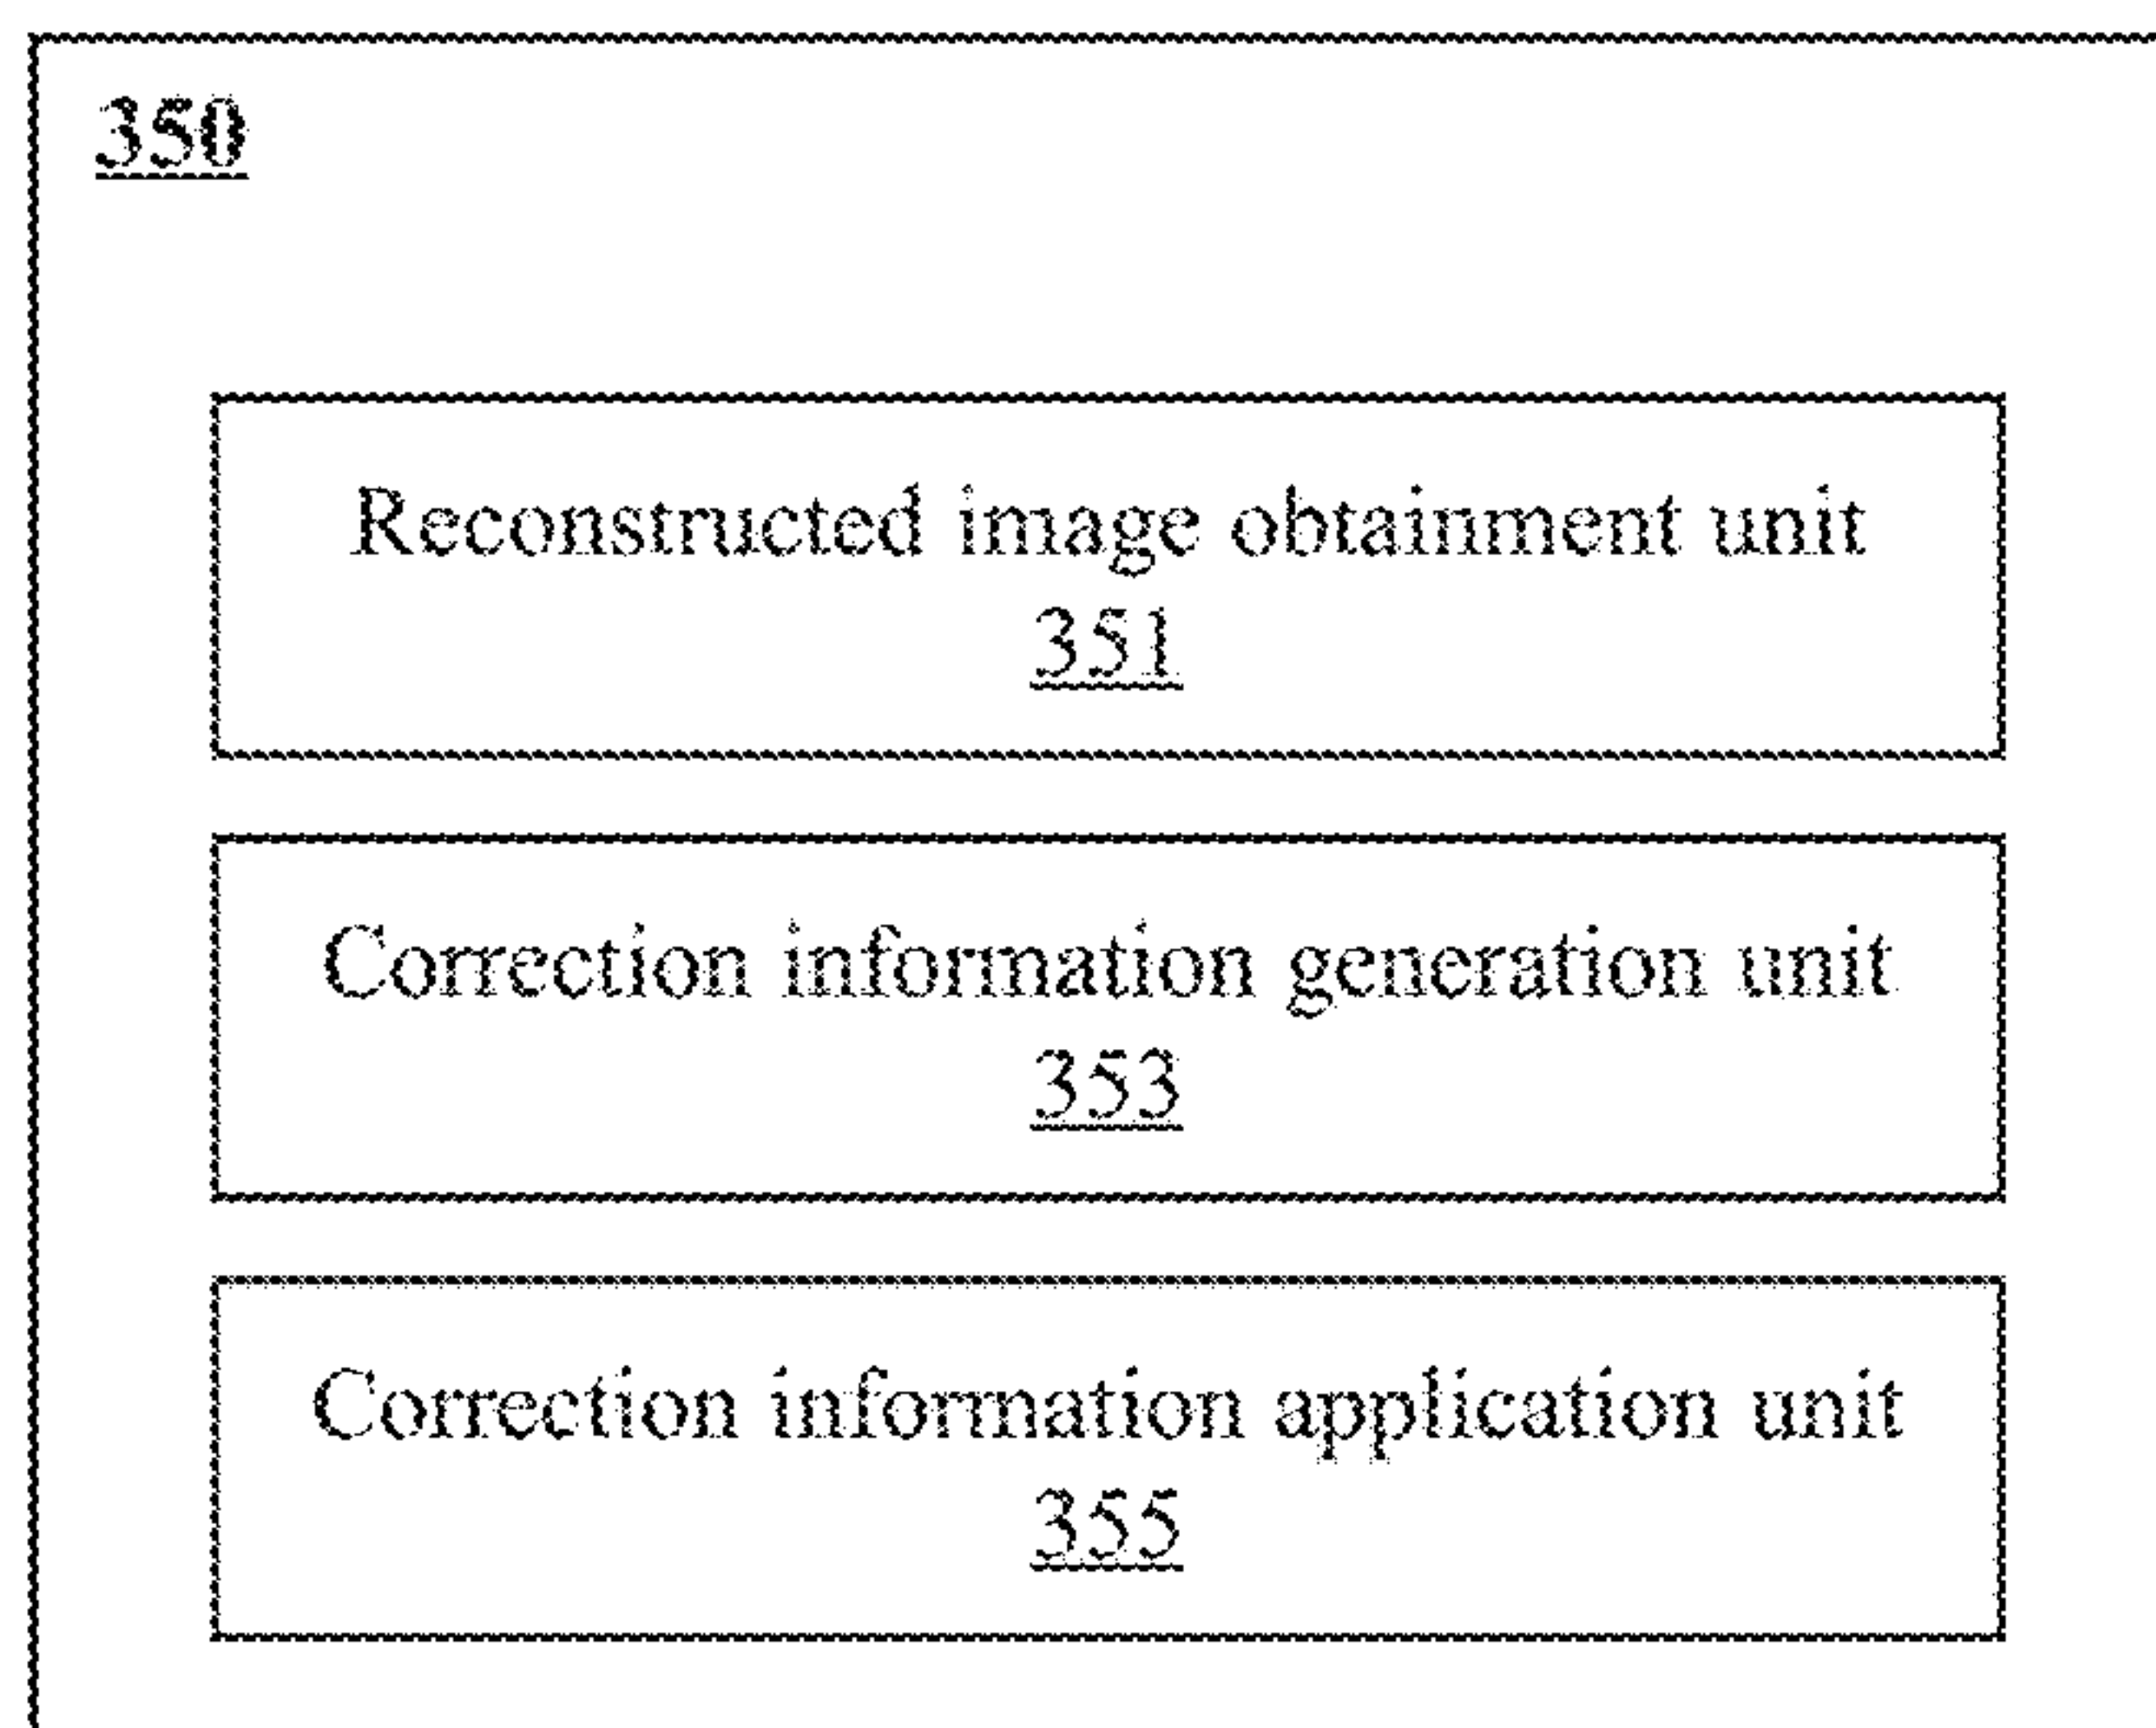 350
Reconstructed image obtainment unit
351
Correction information generation unit
353
Correction information application unit
355